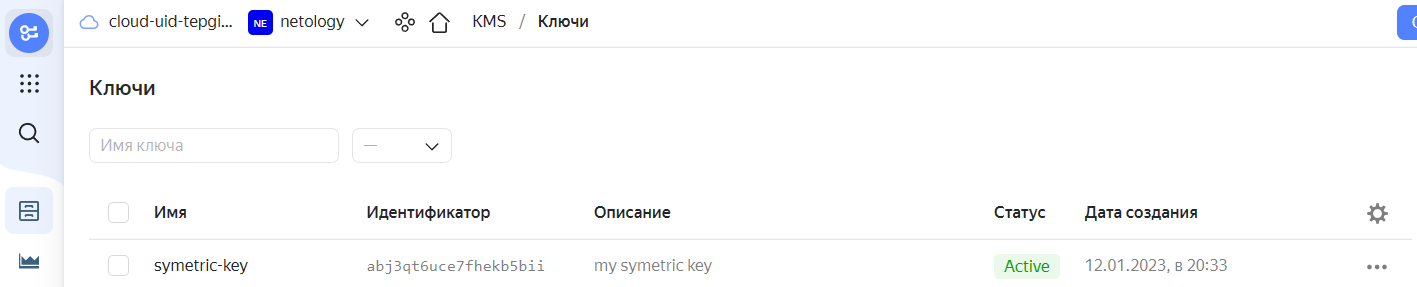 cloud-uid-tepgi... NE netology KMS / Ключи
Ключи
Имя ключа —
Имя Идентификатор Описание Статус Дата создания
symetric-key abj3qt6uce7fhekb5bii my symetric key Active 12.01.2023, в 20:33